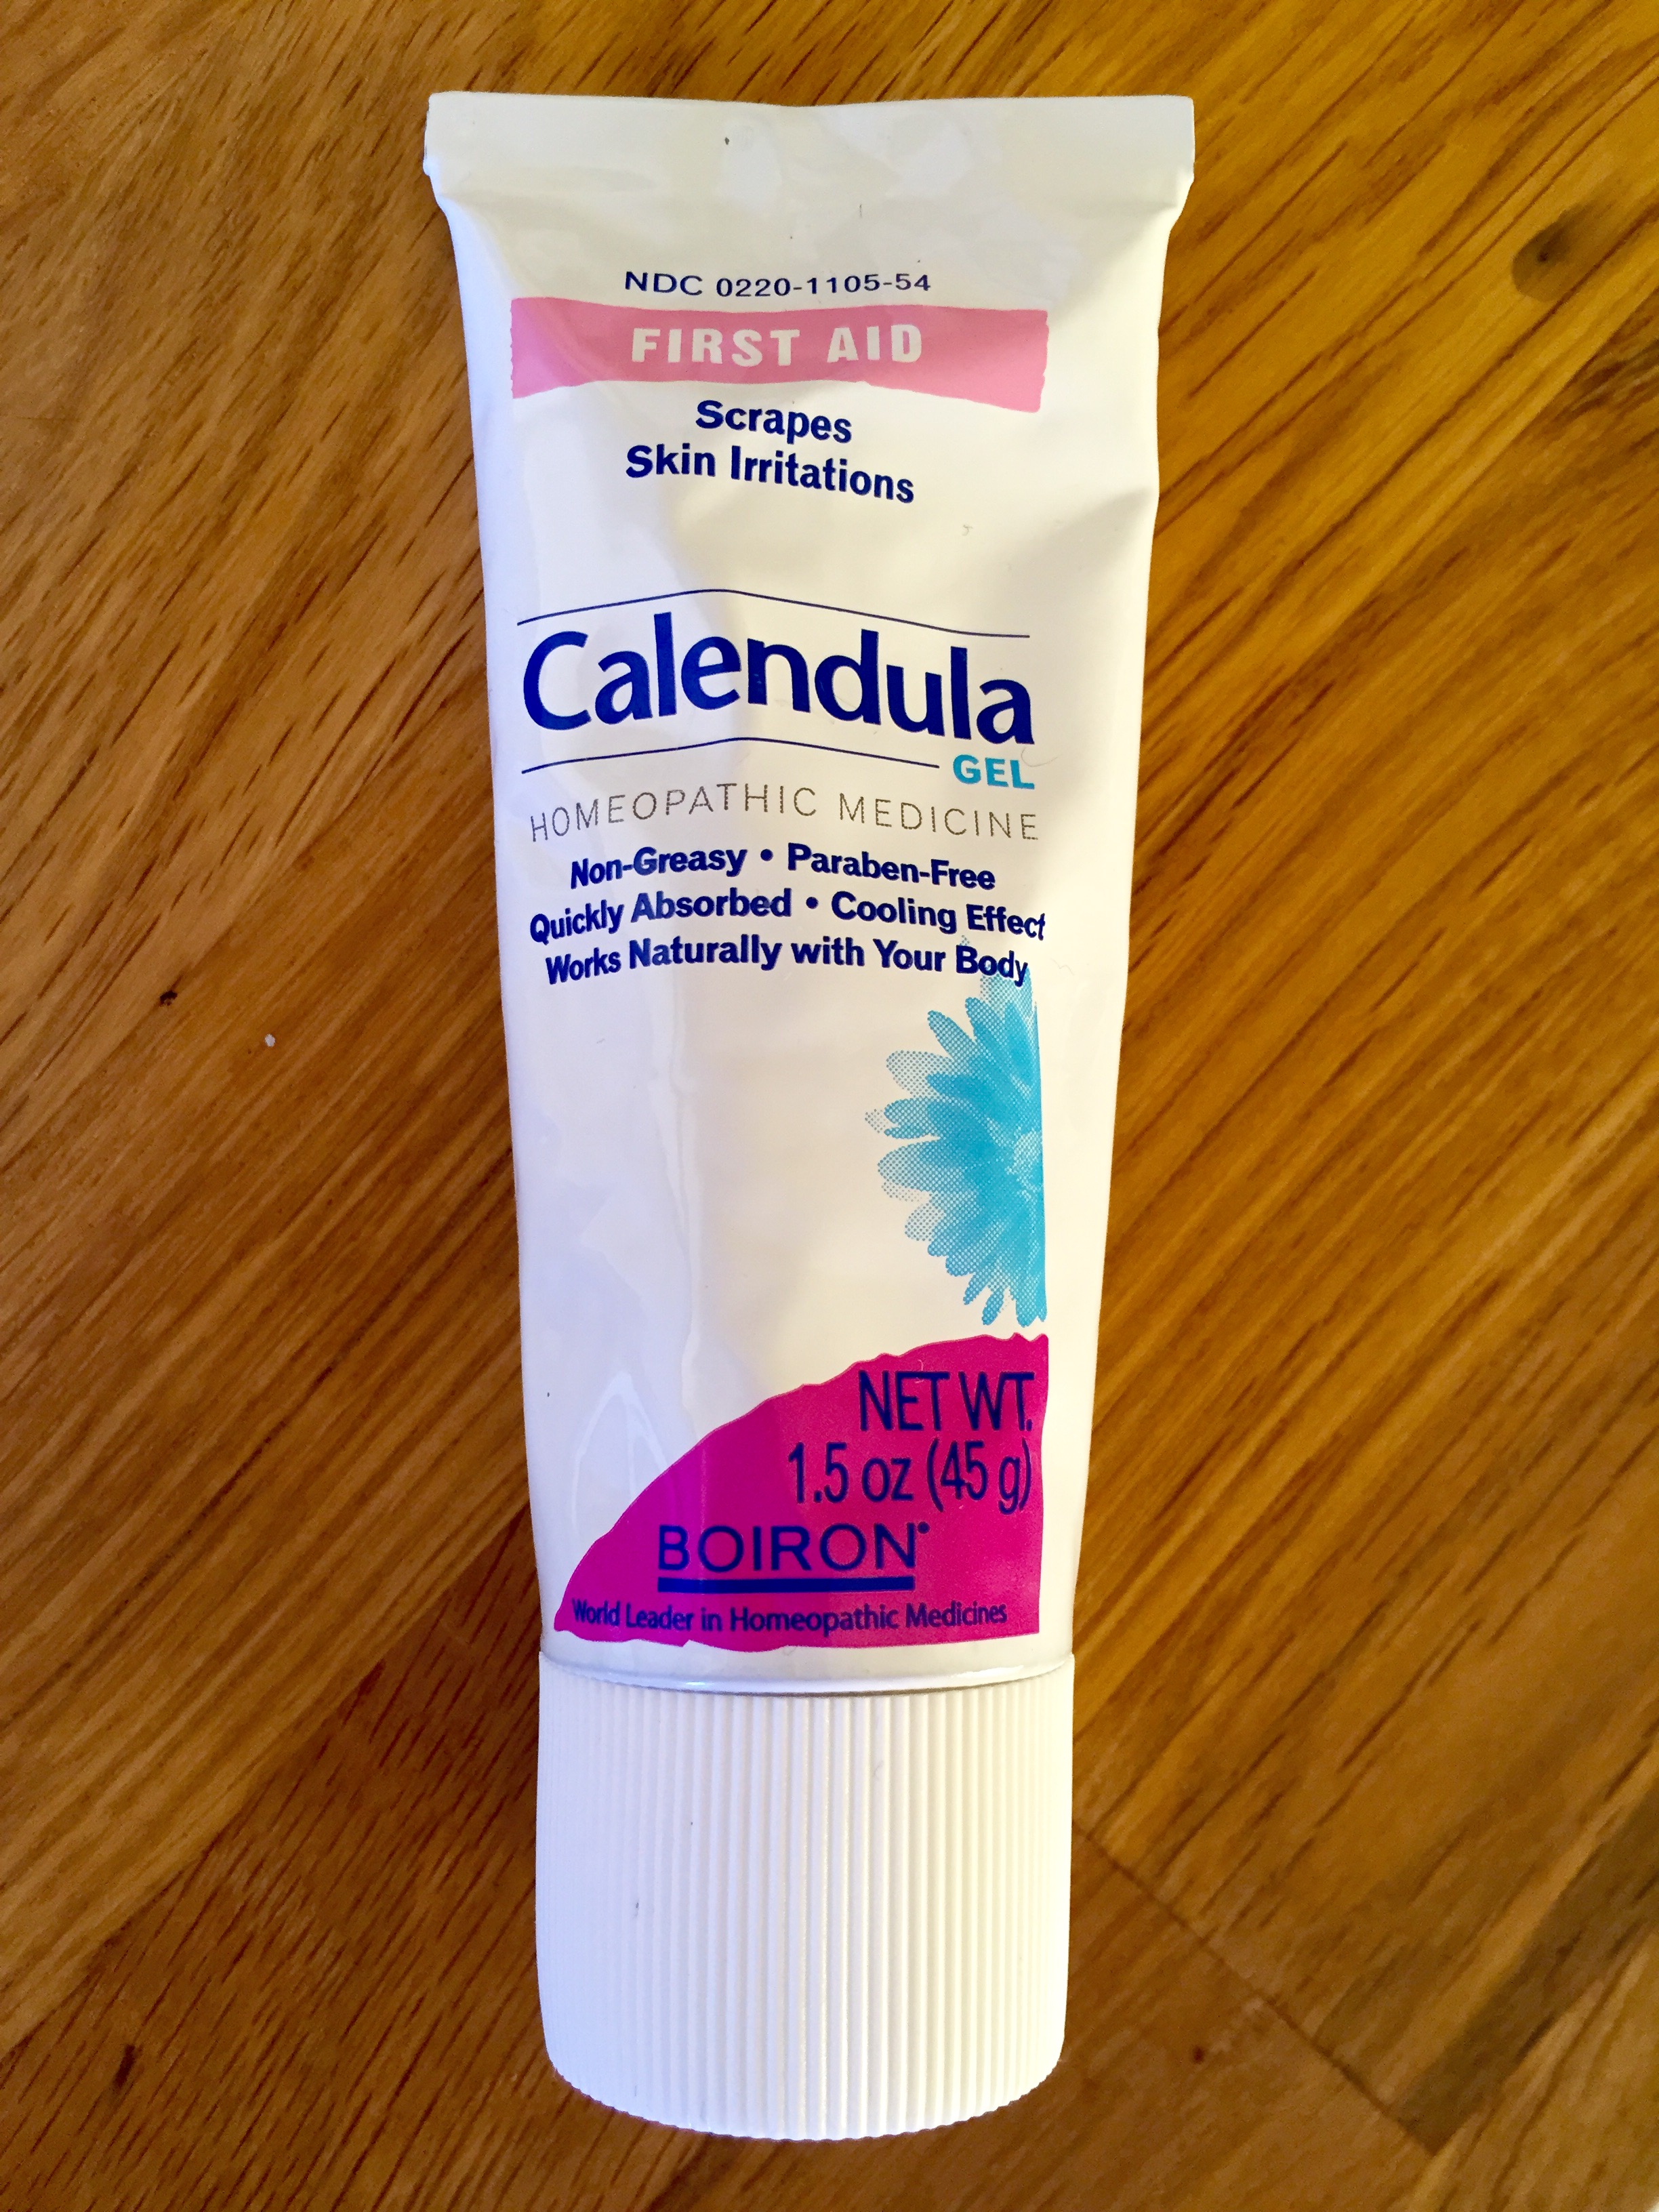 NDC 0220-1105-54
FIRST AID
Scrapes
Skin Irritations
Calendula
GEL
HOMEOPATHIC MEDICINE
Non-Greasy • Paraben-Free
Quickly Absorbed • Cooling Effect
Works Naturally with Your Body
NET WT.
1.5 oz (45 g)
BOIRON®
World Leader in Homeopathic Medicines